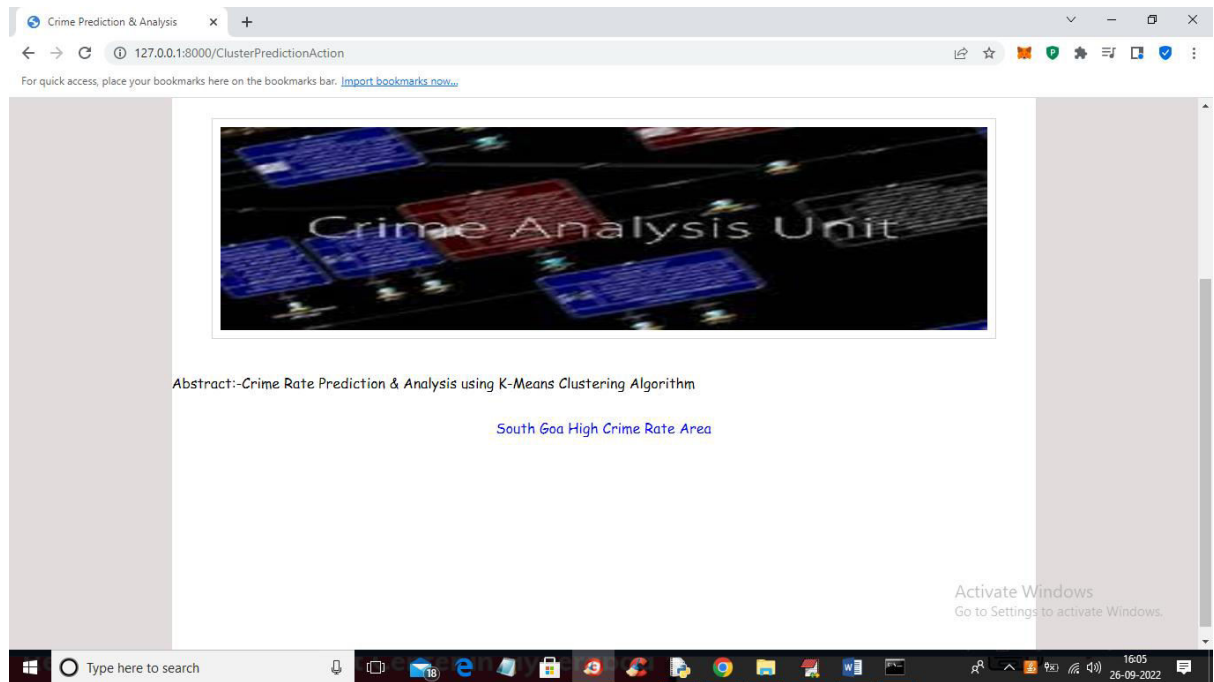 Crime Prediction & Analysis
127.0.0.1:8000/ClusterPredictionAction
For quick access, place your bookmarks here on the bookmarks bar. Import bookmarks now...
Crime Analysis Unit
Abstract:-Crime Rate Prediction & Analysis using K-Means Clustering Algorithm
South Goa High Crime Rate Area
Activate Windows
Go to Settings to activate Windows.
Type here to search
18
16:05
26-09-2022